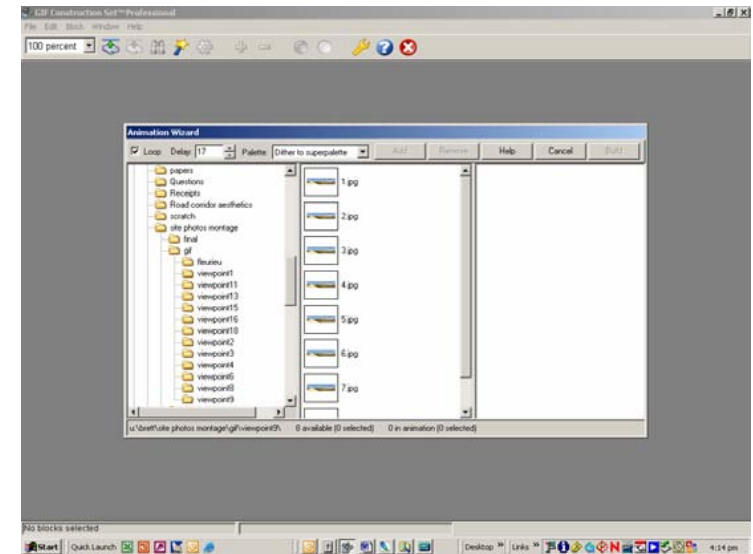 GIF Construction Set™ Professional
File Edit Block Window Help
100 percent
Animation Wizard
Loop Delay 17 Palette Dither to superpalette Add Remove Help Cancel Build
papers
Questions
Receipts
Road corridor aesthetics
scratch
site photos montage
final
gif
fleurieu
viewpoint1
viewpoint11
viewpoint13
viewpoint15
viewpoint16
viewpoint18
viewpoint2
viewpoint3
viewpoint4
viewpoint6
viewpoint8
viewpoint9
1.jpg
2.jpg
3.jpg
4.jpg
5.jpg
6.jpg
7.jpg
u:\brett\site photos montage\gif\viewpoint9\ 8 available (0 selected) 0 in animation (0 selected)
No blocks selected
Start Quick Launch Desktop » Links » 4:14 pm